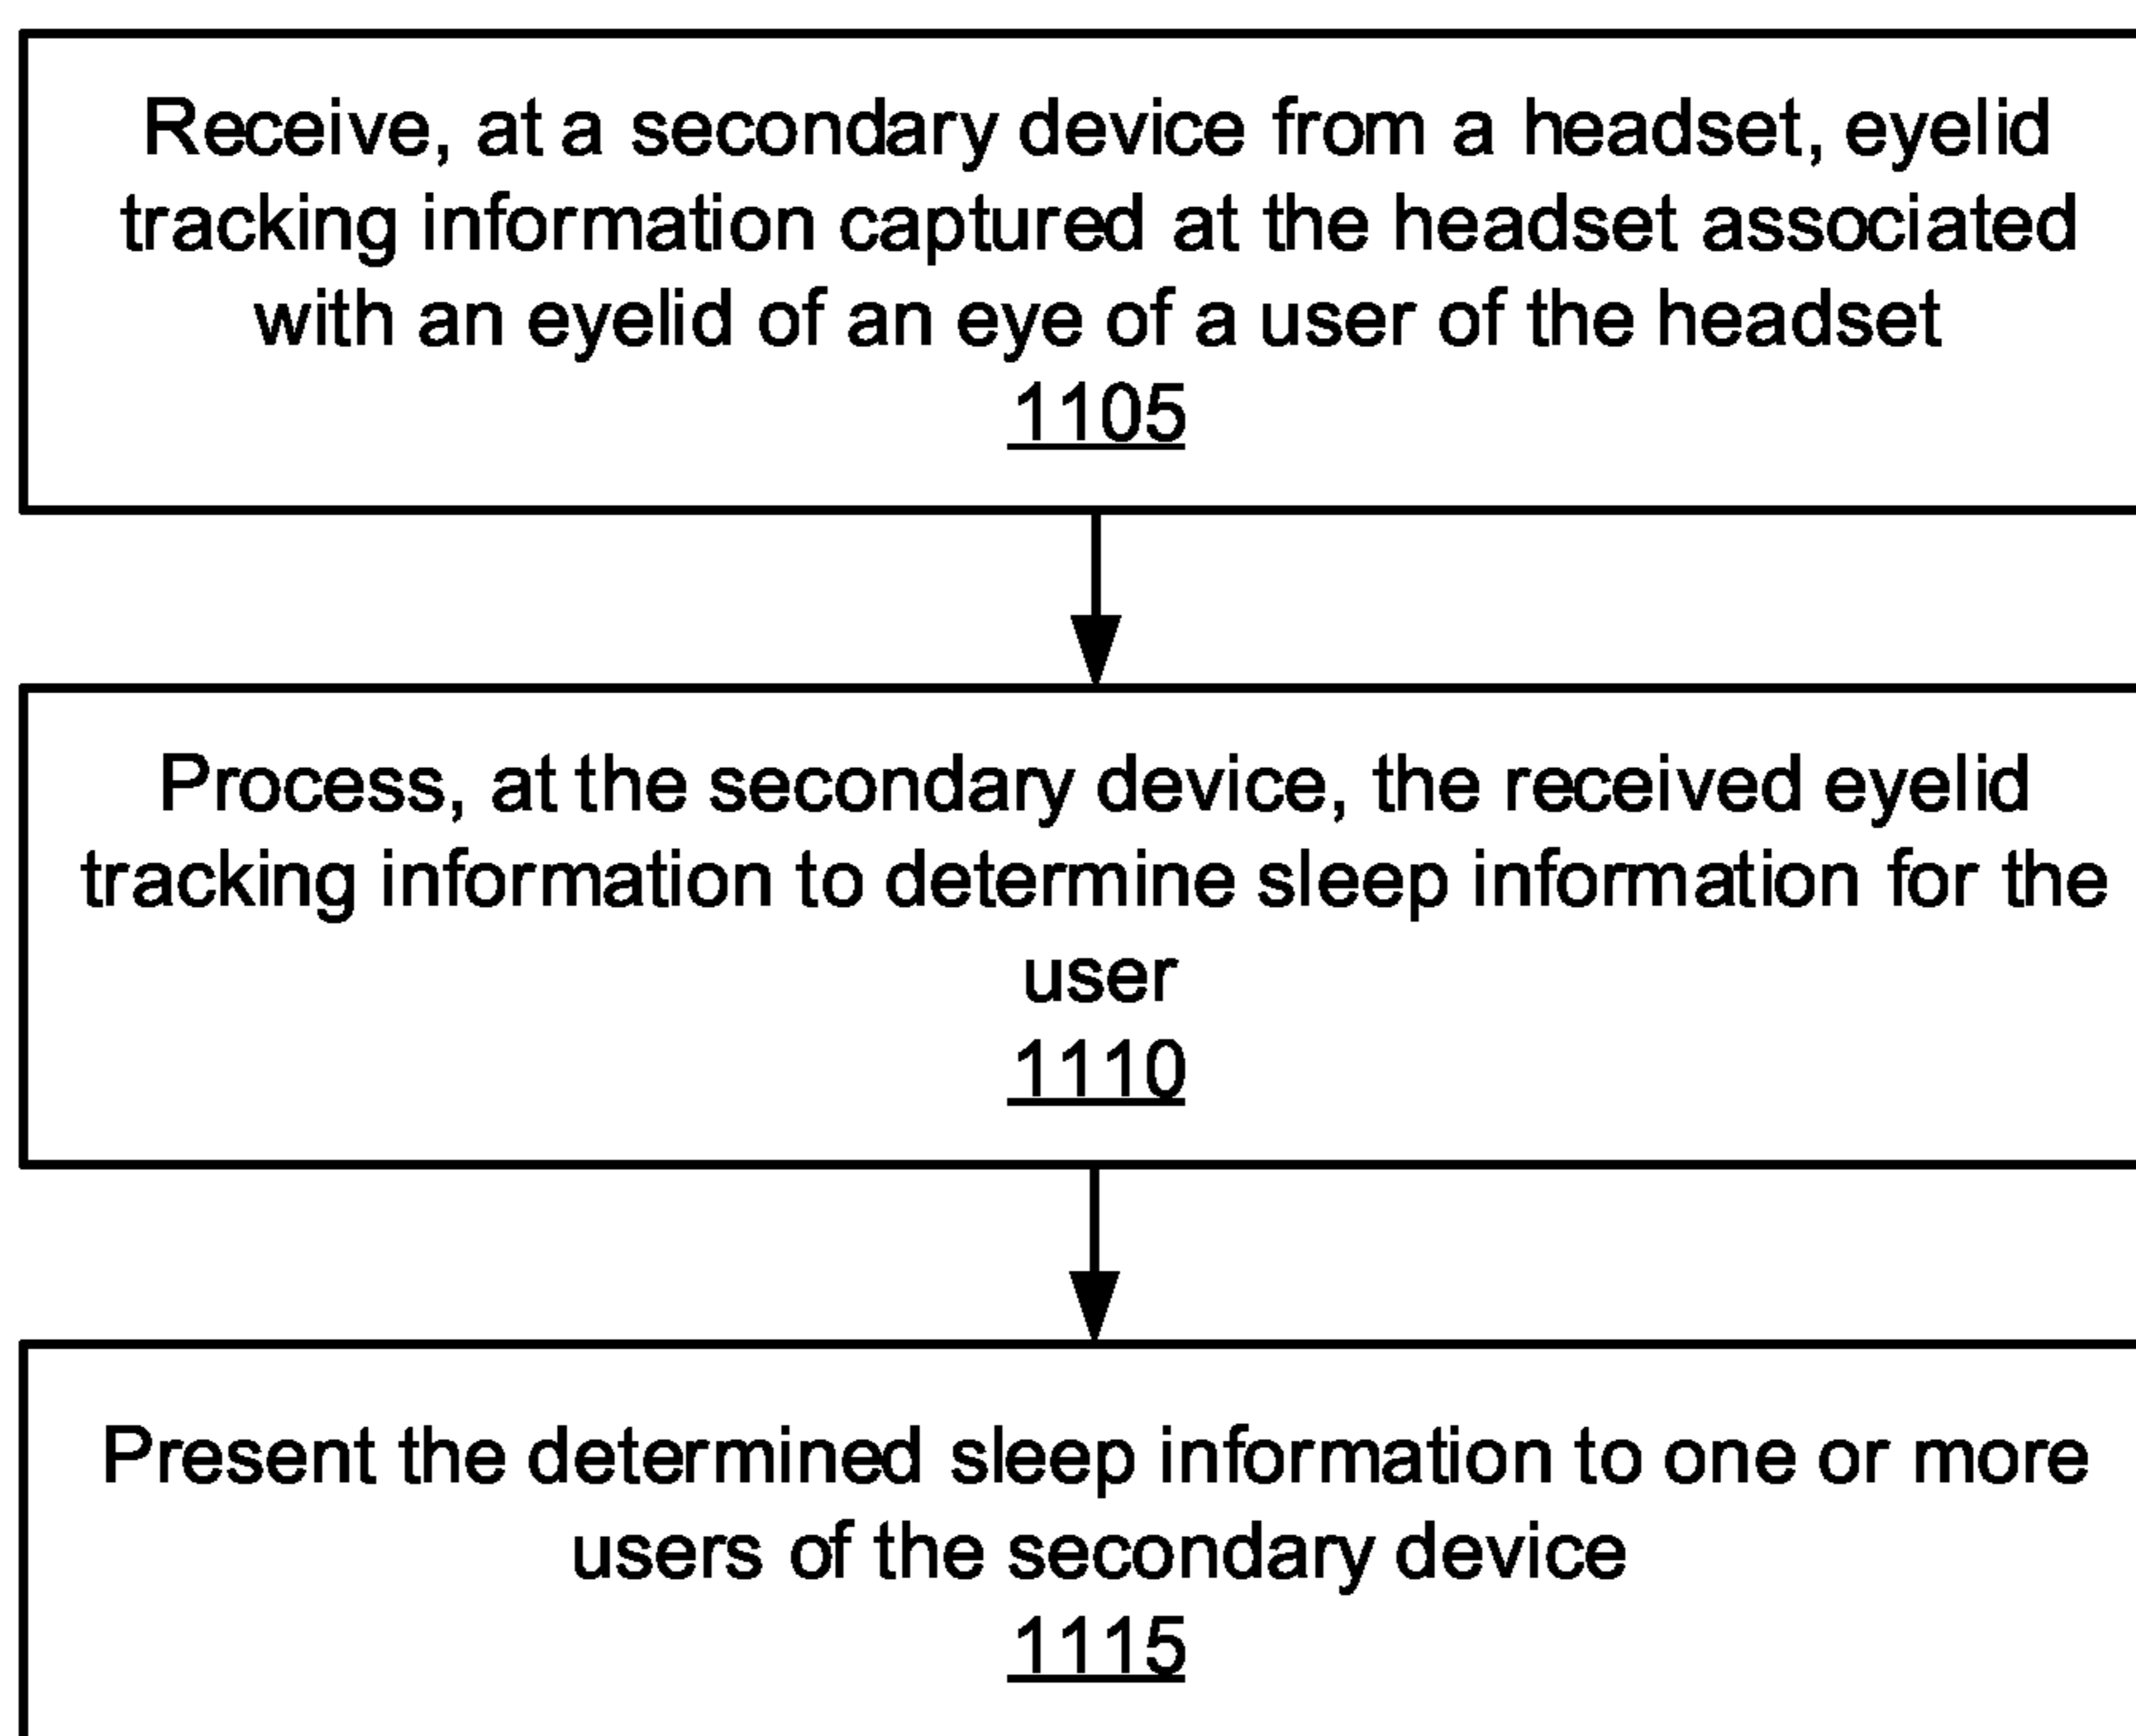 Receive, at a secondary device from a headset, eyelid
tracking information captured at the headset associated
with an eyelid of an eye of a user of the headset
1105
Process, at the secondary device, the received eyelid
tracking information to determine sleep information for the
user
1110
Present the determined sleep information to one or more
users of the secondary device
1115